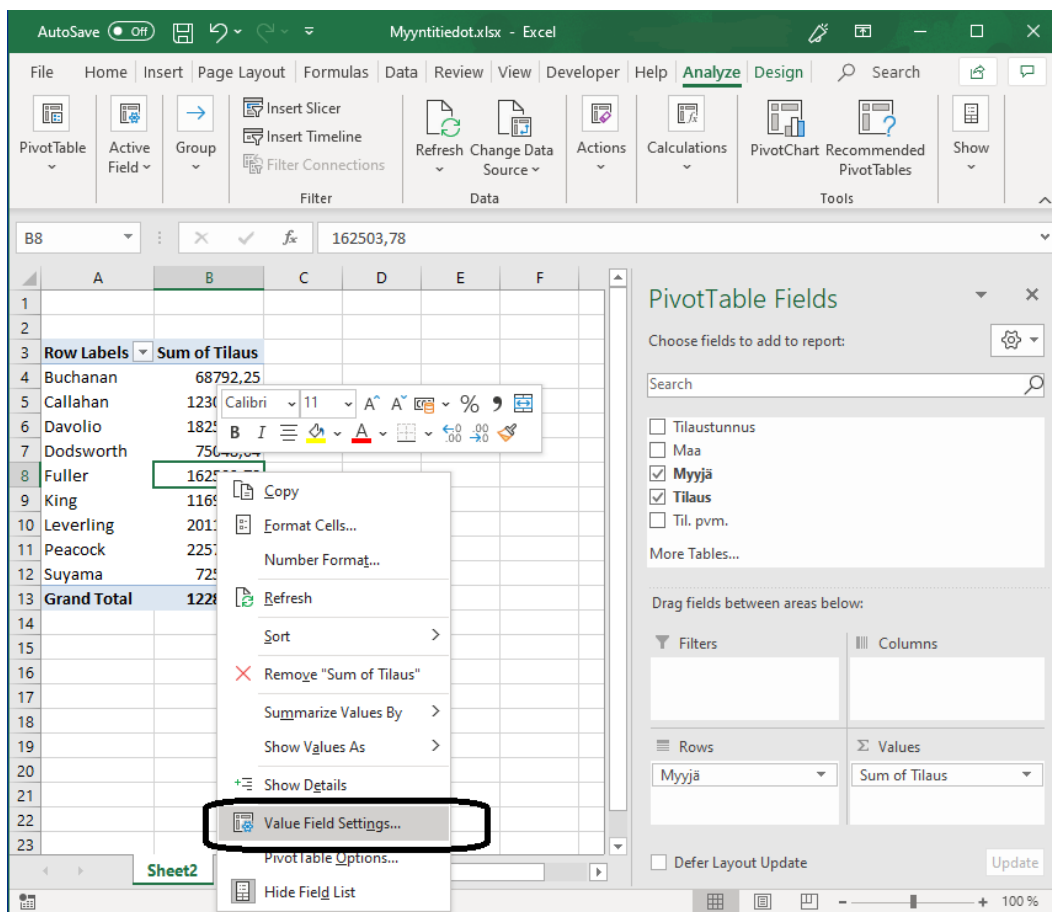 AutoSave Off Myyntitiedot.xlsx - Excel
File Home Insert Page Layout Formulas Data Review View Developer Help Analyze Design Search
PivotTable
Active Field
Group
Insert Slicer
Insert Timeline
Filter Connections
Filter
Refresh
Change Data Source
Data
Actions
Calculations
PivotChart
Recommended PivotTables
Tools
Show
B8 fx 162503,78
A B C D E F
1
2
3 Row Labels Sum of Tilaus
4 Buchanan 68792,25
5 Callahan
6 Davolio
7 Dodsworth
8 Fuller
9 King
10 Leverling
11 Peacock
12 Suyama
13 Grand Total
14
15
16
17
18
19
20
21
22
23
Calibri 11 A A % ,
B I A .00 .00
Copy
Format Cells...
Number Format...
Refresh
Sort
Remove "Sum of Tilaus"
Summarize Values By
Show Values As
Show Details
Value Field Settings...
PivotTable Options...
Hide Field List
PivotTable Fields
Choose fields to add to report:
Search
Tilaustunnus
Maa
Myyjä
Tilaus
Til. pvm.
More Tables...
Drag fields between areas below:
Filters
Columns
Rows
Σ Values
Myyjä
Sum of Tilaus
Defer Layout Update
Update
Sheet2
100 %